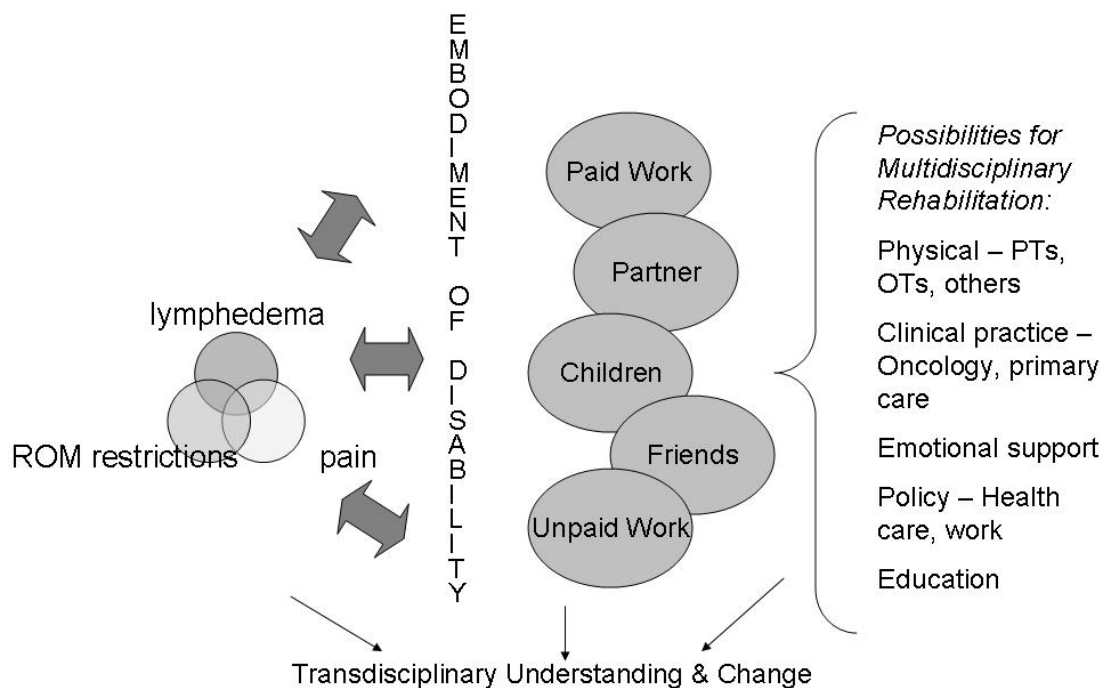 EMBODIMENT OF DISABILITY
lymphedema
ROM restrictions
pain
Paid Work
Partner
Children
Friends
Unpaid Work
Possibilities for
Multidisciplinary
Rehabilitation:
Physical – PTs,
OTs, others
Clinical practice –
Oncology, primary
care
Emotional support
Policy – Health
care, work
Education
Transdisciplinary Understanding & Change